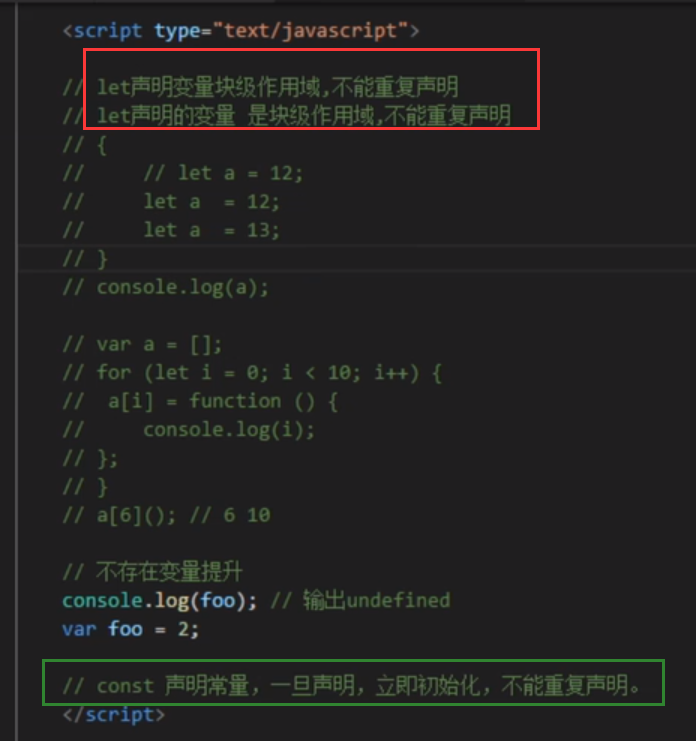 <script type="text/javascript">
// let声明变量块级作用域,不能重复声明
// let声明的变量 是块级作用域,不能重复声明
// {
//     // let a = 12;
//     let a  = 12;
//     let a  = 13;
// }
// console.log(a);
// var a = [];
// for (let i = 0; i < 10; i++) {
//  a[i] = function () {
//     console.log(i);
// };
// }
// a[6](); // 6 10
// 不存在变量提升
console.log(foo); // 输出undefined
var foo = 2;
// const 声明常量，一旦声明，立即初始化，不能重复声明。
</script>